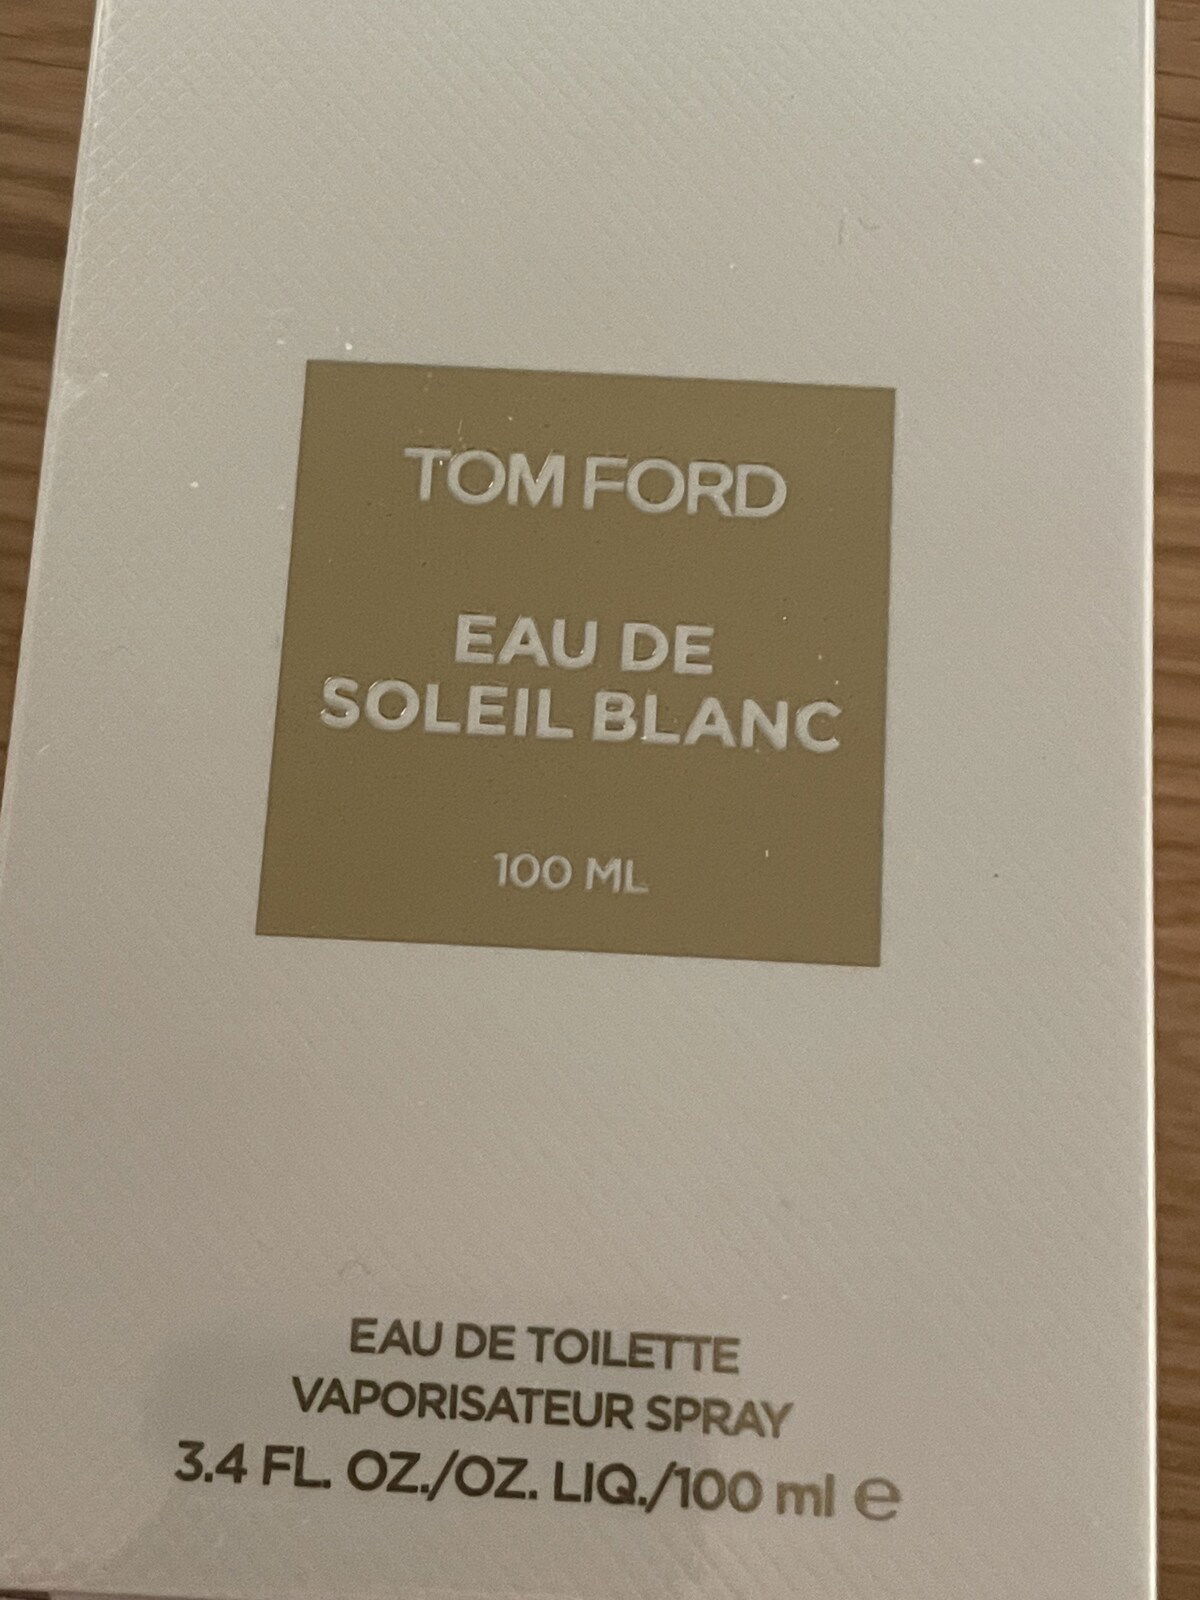 TOM FORD
EAU DE
SOLEIL BLANC
100 ML
EAU DE TOILETTE
VAPORISATEUR SPRAY
3.4 FL. OZ./OZ. LIQ./100 ml ℮